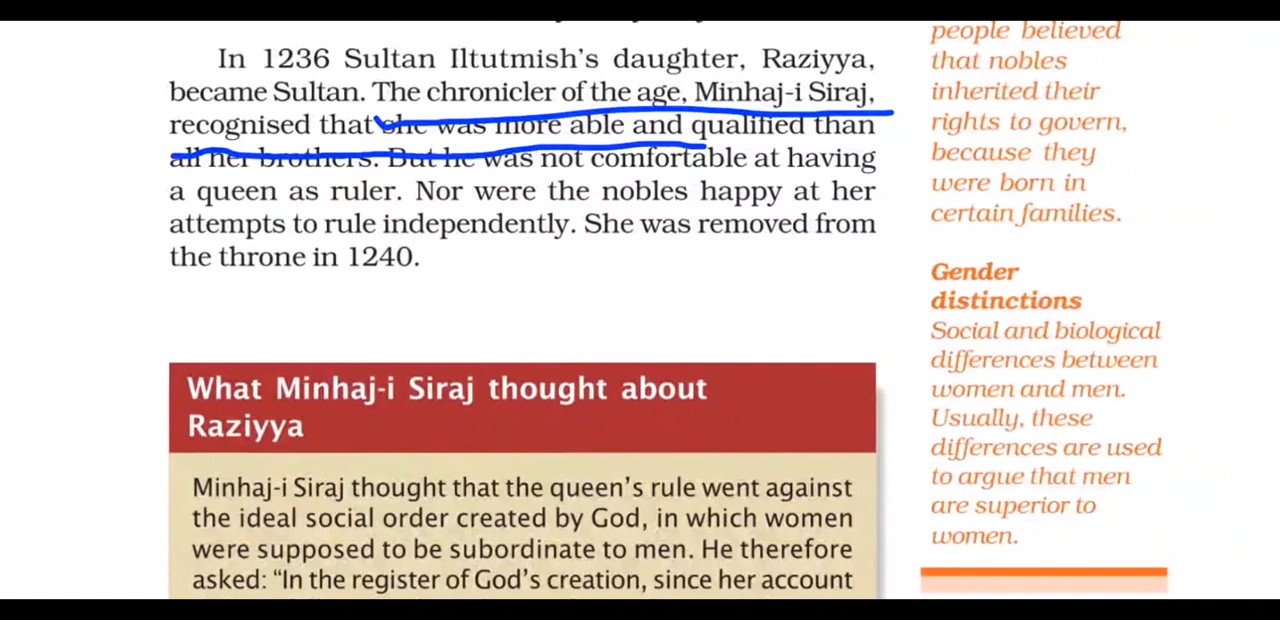 In 1236 Sultan Iltutmish's daughter, Raziyya,
became Sultan. The chronicler of the age, Minhaj-i Siraj,
recognised that she was more able and qualified than
all her brothers. But he was not comfortable at having
a queen as ruler. Nor were the nobles happy at her
attempts to rule independently. She was removed from
the throne in 1240.
What Minhaj-i Siraj thought about
Raziyya
Minhaj-i Siraj thought that the queen's rule went against
the ideal social order created by God, in which women
were supposed to be subordinate to men. He therefore
asked: “In the register of God's creation, since her account
people believed
that nobles
inherited their
rights to govern,
because they
were born in
certain families.
Gender
distinctions
Social and biological
differences between
women and men.
Usually, these
differences are used
to argue that men
are superior to
women.